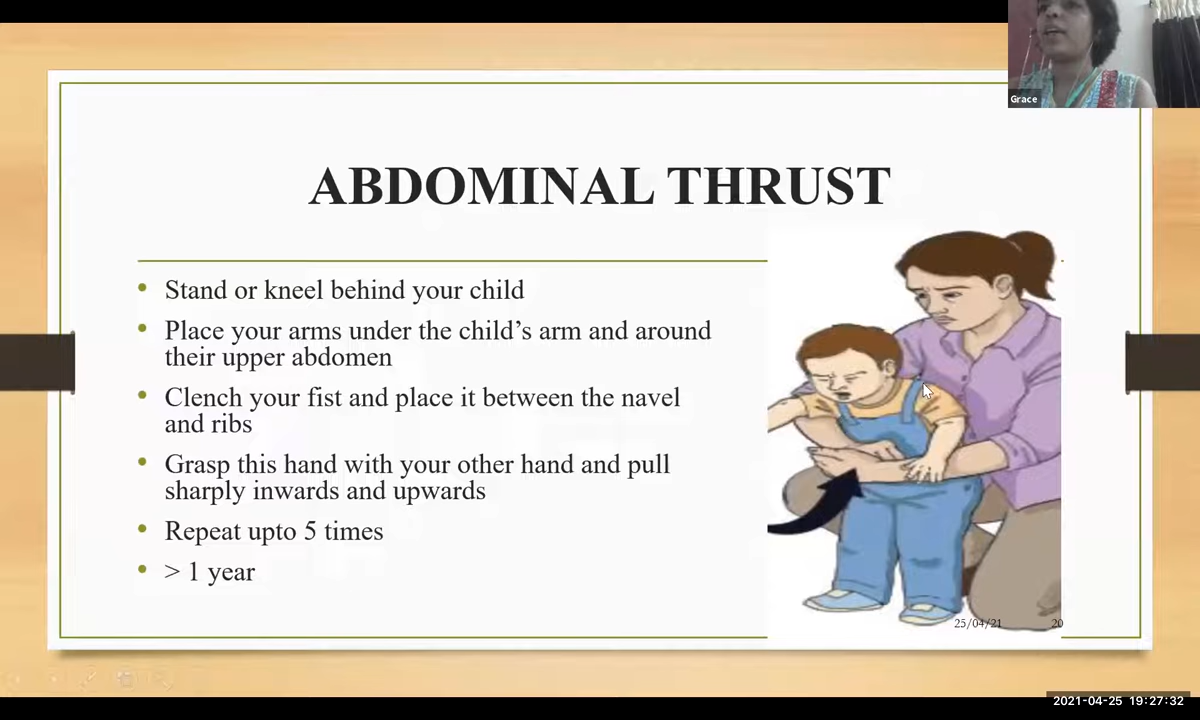 Grace
ABDOMINAL THRUST
• Stand or kneel behind your child
• Place your arms under the child’s arm and around
their upper abdomen
• Clench your fist and place it between the navel
and ribs
• Grasp this hand with your other hand and pull
sharply inwards and upwards
• Repeat upto 5 times
• > 1 year
25/04/21 20
2021-04-25 19:27:32